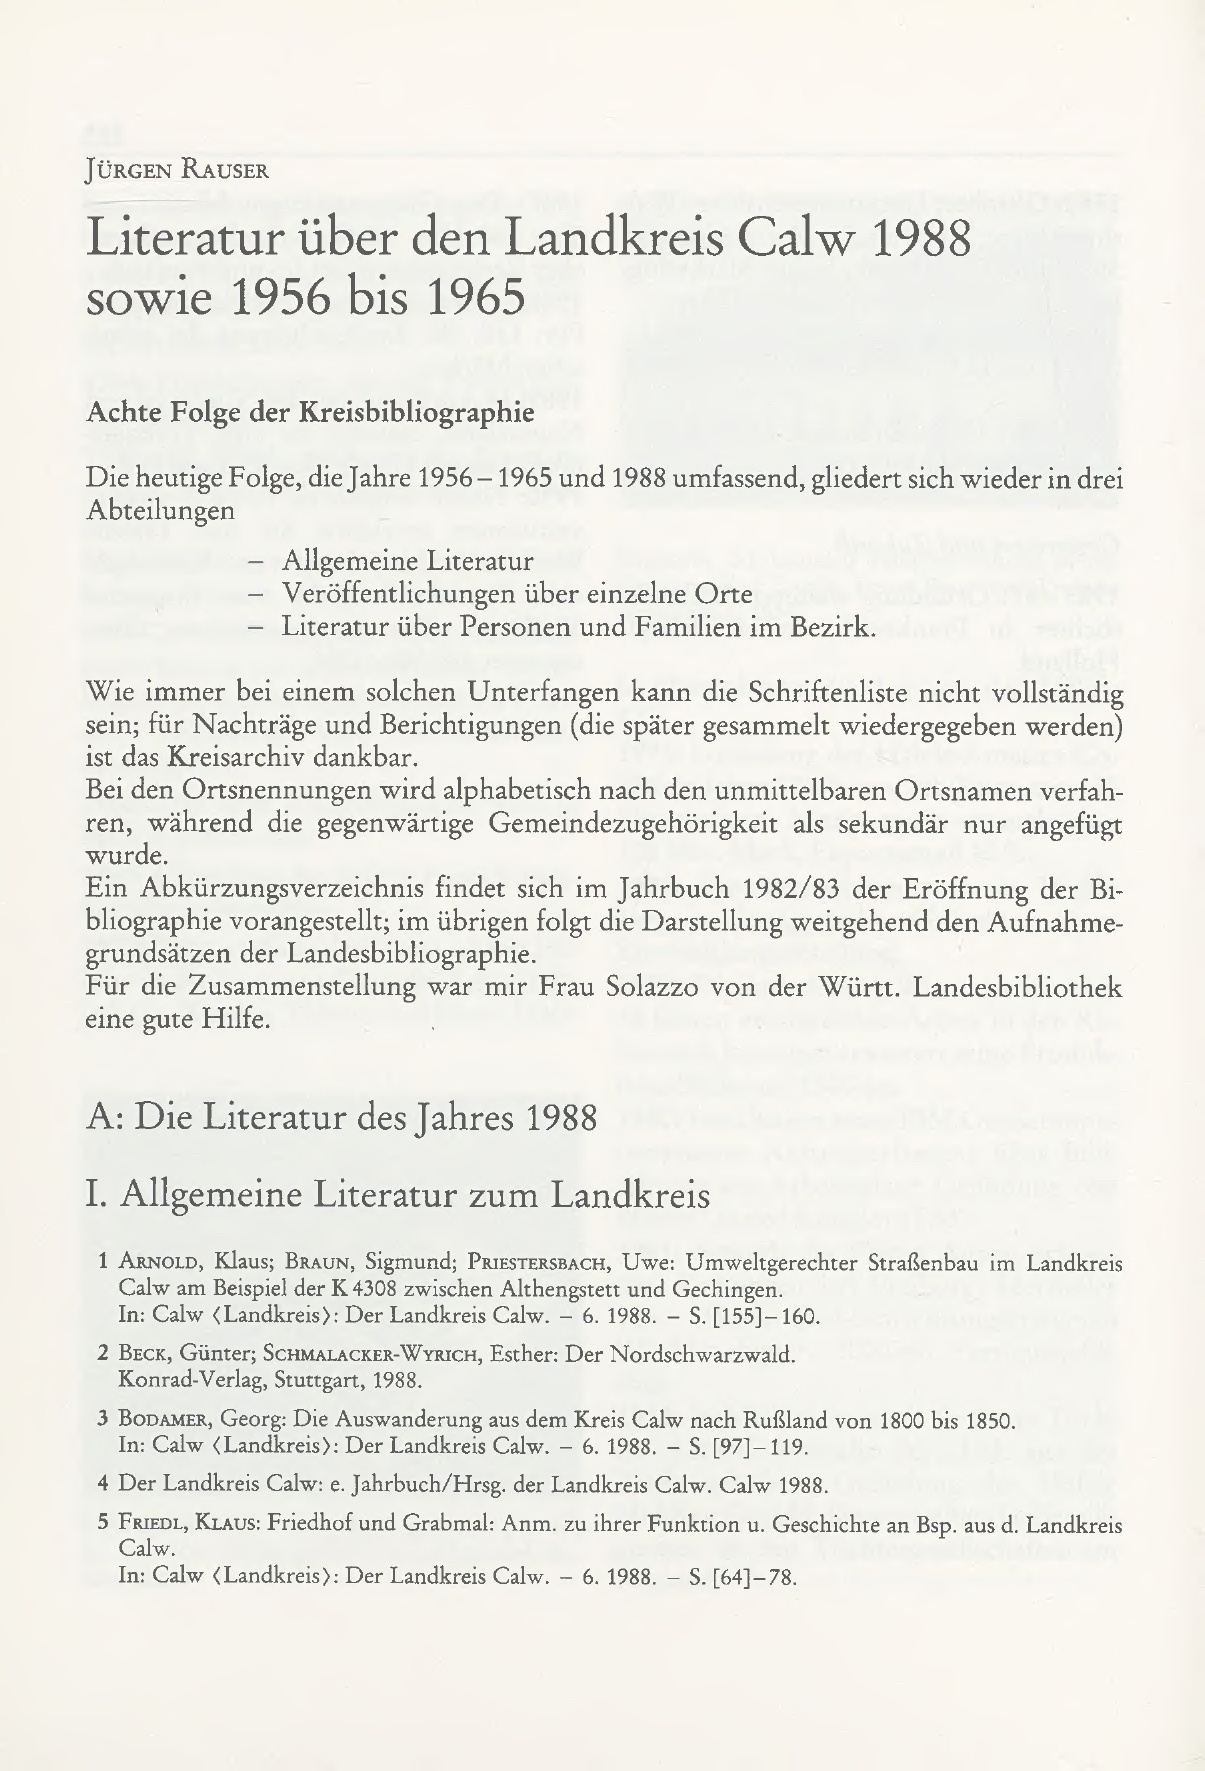 JÜRGEN RAUSER
Literatur über den Landkreis Calw 1988
sowie 1956 bis 1965
Achte Folge der Kreisbibliographie
Die heutige Folge, die Jahre 1956 – 1965 und 1988 umfassend, gliedert sich wieder in drei
Abteilungen
– Allgemeine Literatur
– Veröffentlichungen über einzelne Orte
– Literatur über Personen und Familien im Bezirk.
Wie immer bei einem solchen Unterfangen kann die Schriftenliste nicht vollständig
sein; für Nachträge und Berichtigungen (die später gesammelt wiedergegeben werden)
ist das Kreisarchiv dankbar.
Bei den Ortsnennungen wird alphabetisch nach den unmittelbaren Ortsnamen verfah-
ren, während die gegenwärtige Gemeindezugehörigkeit als sekundär nur angefügt
wurde.
Ein Abkürzungsverzeichnis findet sich im Jahrbuch 1982/83 der Eröffnung der Bi-
bliographie vorangestellt; im übrigen folgt die Darstellung weitgehend den Aufnahme-
grundsätzen der Landesbibliographie.
Für die Zusammenstellung war mir Frau Solazzo von der Württ. Landesbibliothek
eine gute Hilfe.
A: Die Literatur des Jahres 1988
I. Allgemeine Literatur zum Landkreis
1 ARNOLD, Klaus; BRAUN, Sigmund; PRIESTERSBACH, Uwe: Umweltgerechter Straßenbau im Landkreis
Calw am Beispiel der K 4308 zwischen Althengstett und Gechingen.
In: Calw ⟨Landkreis⟩: Der Landkreis Calw. – 6. 1988. – S. [155]–160.
2 BECK, Günter; SCHMALACKER-WYRICH, Esther: Der Nordschwarzwald.
Konrad-Verlag, Stuttgart, 1988.
3 BODAMER, Georg: Die Auswanderung aus dem Kreis Calw nach Rußland von 1800 bis 1850.
In: Calw ⟨Landkreis⟩: Der Landkreis Calw. – 6. 1988. – S. [97]–119.
4 Der Landkreis Calw: e. Jahrbuch/Hrsg. der Landkreis Calw. Calw 1988.
5 FRIEDL, KLAUS: Friedhof und Grabmal: Anm. zu ihrer Funktion u. Geschichte an Bsp. aus d. Landkreis
Calw.
In: Calw ⟨Landkreis⟩: Der Landkreis Calw. – 6. 1988. – S. [64]–78.